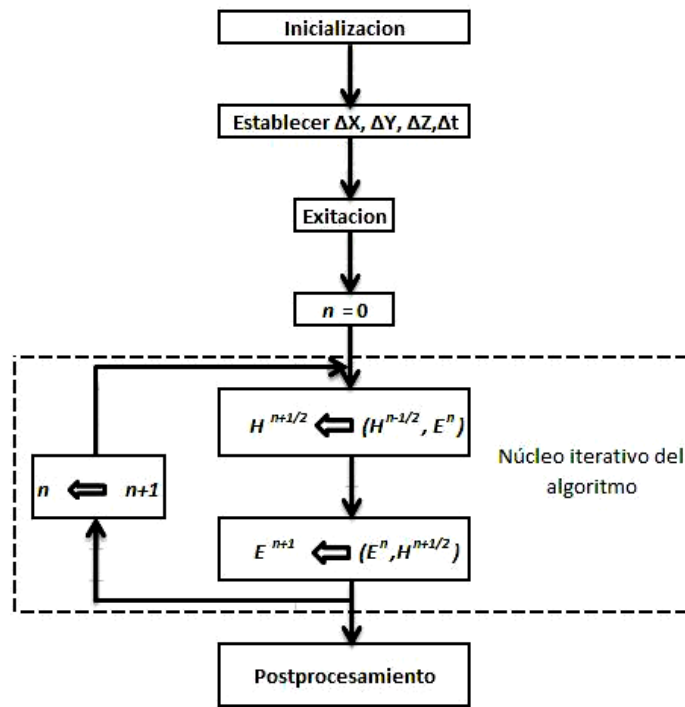 Inicializacion
Establecer ΔX, ΔY, ΔZ,Δt
Exitacion
n = 0
H^n+1/2 ⇐ (H^n-1/2, E^n)
n ⇐ n+1
Núcleo iterativo del
algoritmo
E^n+1 ⇐ (E^n,H^n+1/2)
Postprocesamiento